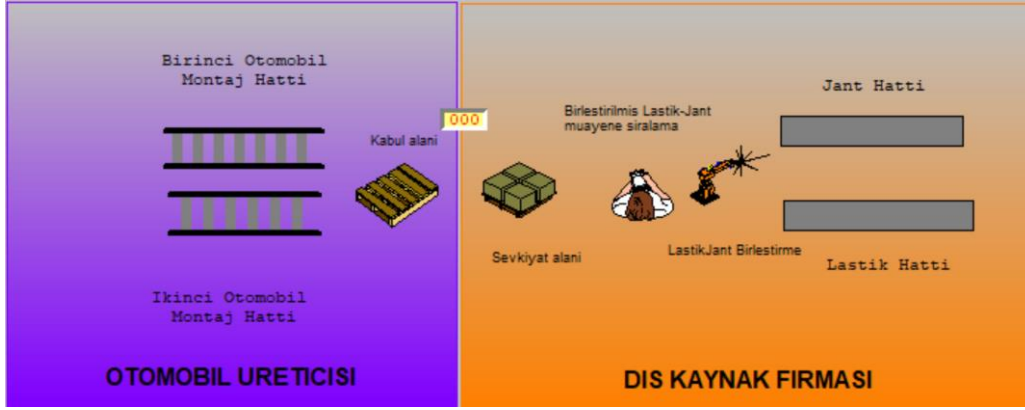 Birinci Otomobil
Montaj Hatti
Kabul alani
000
Ikinci Otomobil
Montaj Hatti
OTOMOBIL URETICISI
Birlestirilmis Lastik-Jant
muayene siralama
Jant Hatti
Sevkiyat alani
LastikJant Birlestirme
Lastik Hatti
DIS KAYNAK FIRMASI